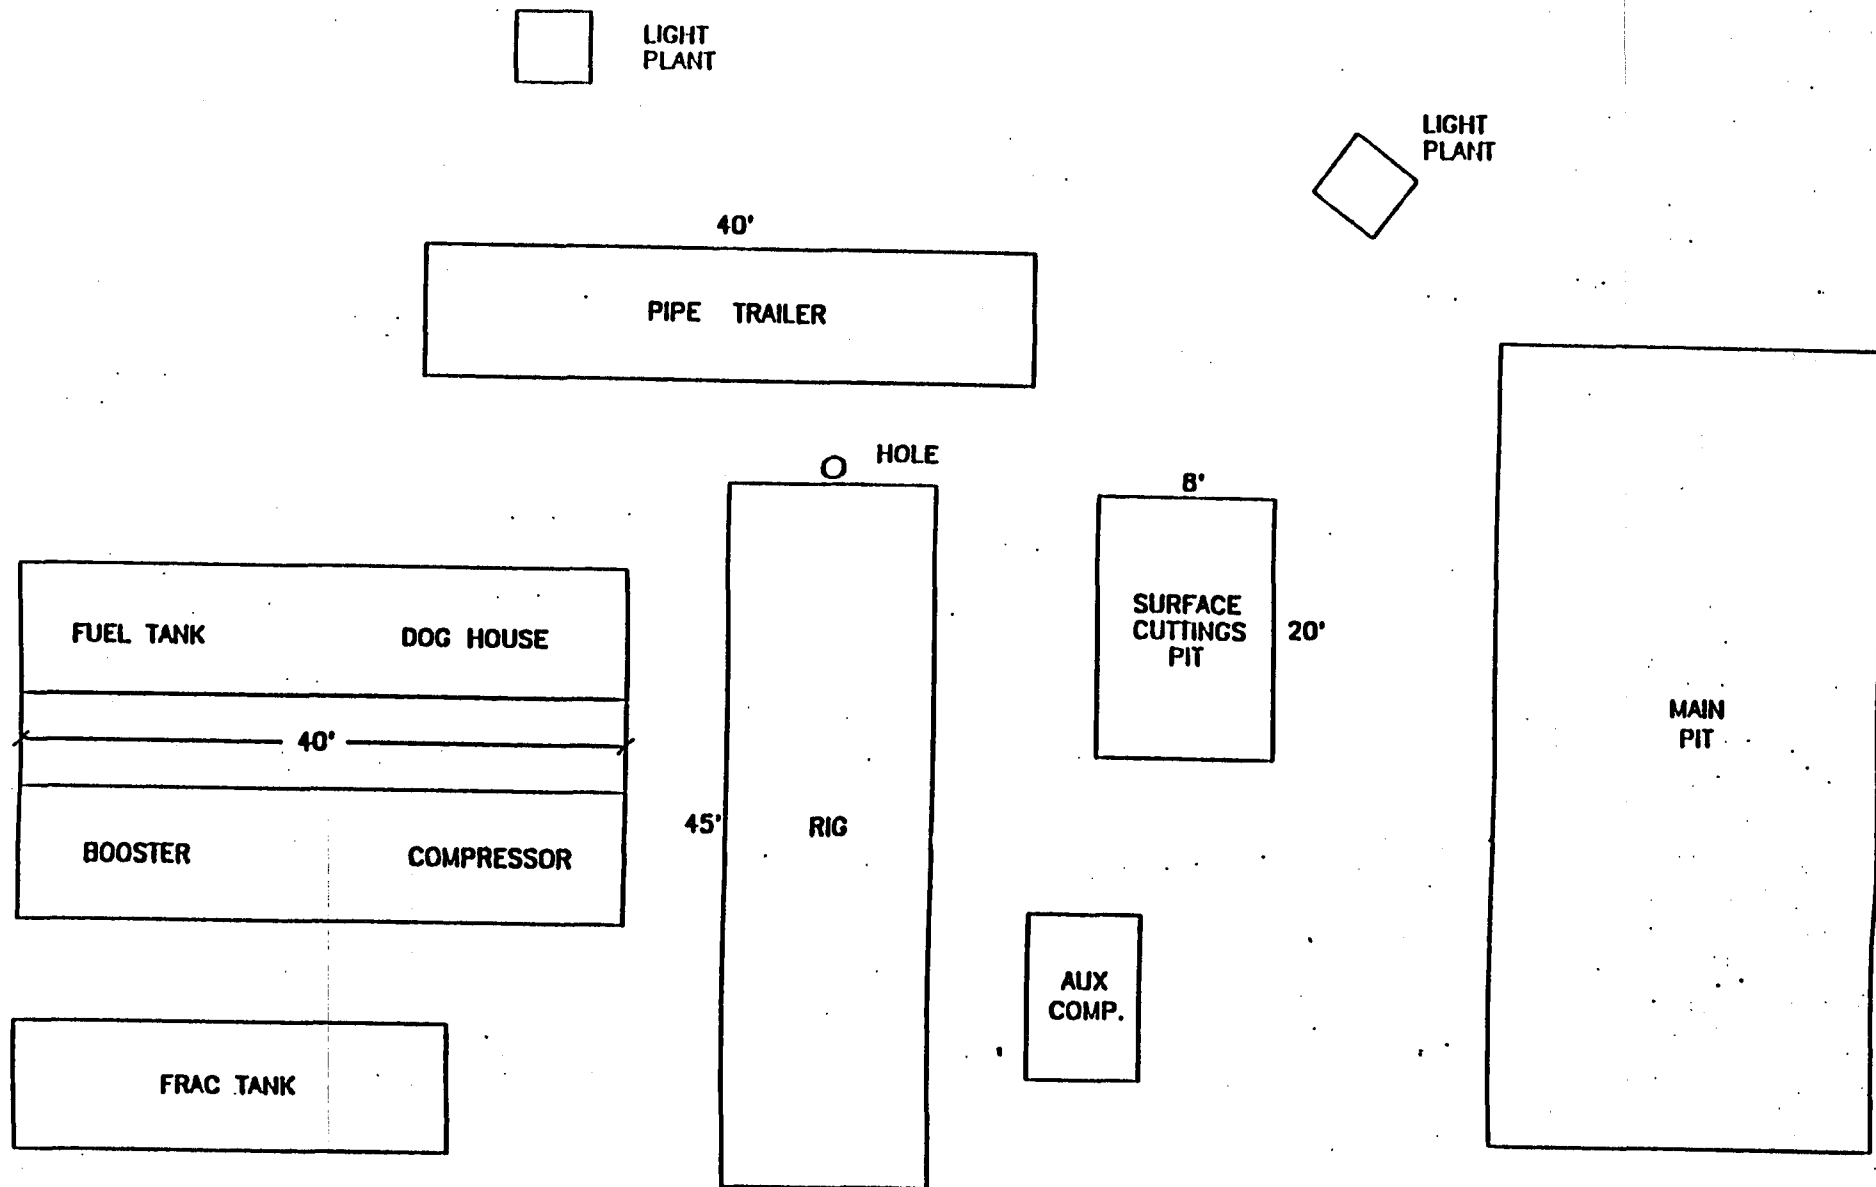 LIGHT
PLANT
LIGHT
PLANT
40'
PIPE TRAILER
HOLE
8'
SURFACE
CUTTINGS
PIT
20'
FUEL TANK DOG HOUSE
40'
MAIN
PIT
45'
RIG
BOOSTER COMPRESSOR
AUX
COMP.
FRAC TANK